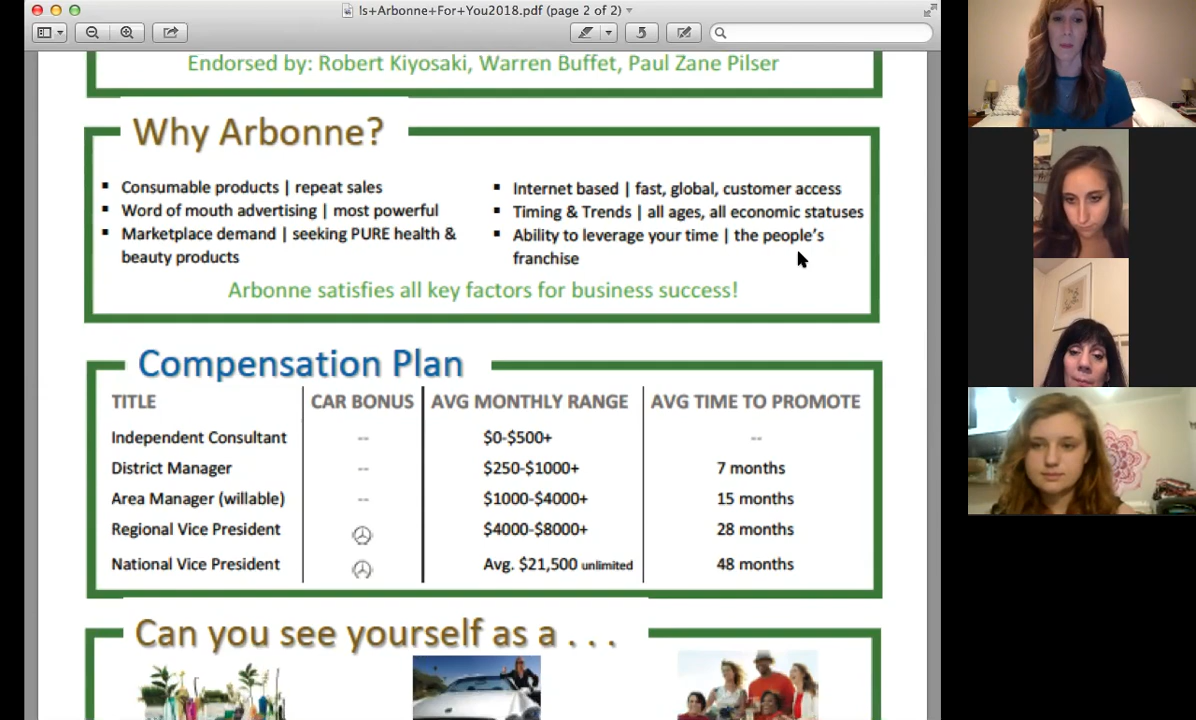 Is+Arbonne+For+You2018.pdf (page 2 of 2)
Endorsed by: Robert Kiyosaki, Warren Buffet, Paul Zane Pilser
Why Arbonne?
▪ Consumable products | repeat sales
▪ Word of mouth advertising | most powerful
▪ Marketplace demand | seeking PURE health &
beauty products
▪ Internet based | fast, global, customer access
▪ Timing & Trends | all ages, all economic statuses
▪ Ability to leverage your time | the people's
franchise
Arbonne satisfies all key factors for business success!
Compensation Plan
TITLE CAR BONUS AVG MONTHLY RANGE AVG TIME TO PROMOTE
Independent Consultant -- $0-$500+ --
District Manager -- $250-$1000+ 7 months
Area Manager (willable) -- $1000-$4000+ 15 months
Regional Vice President $4000-$8000+ 28 months
National Vice President Avg. $21,500 unlimited 48 months
Can you see yourself as a . . .